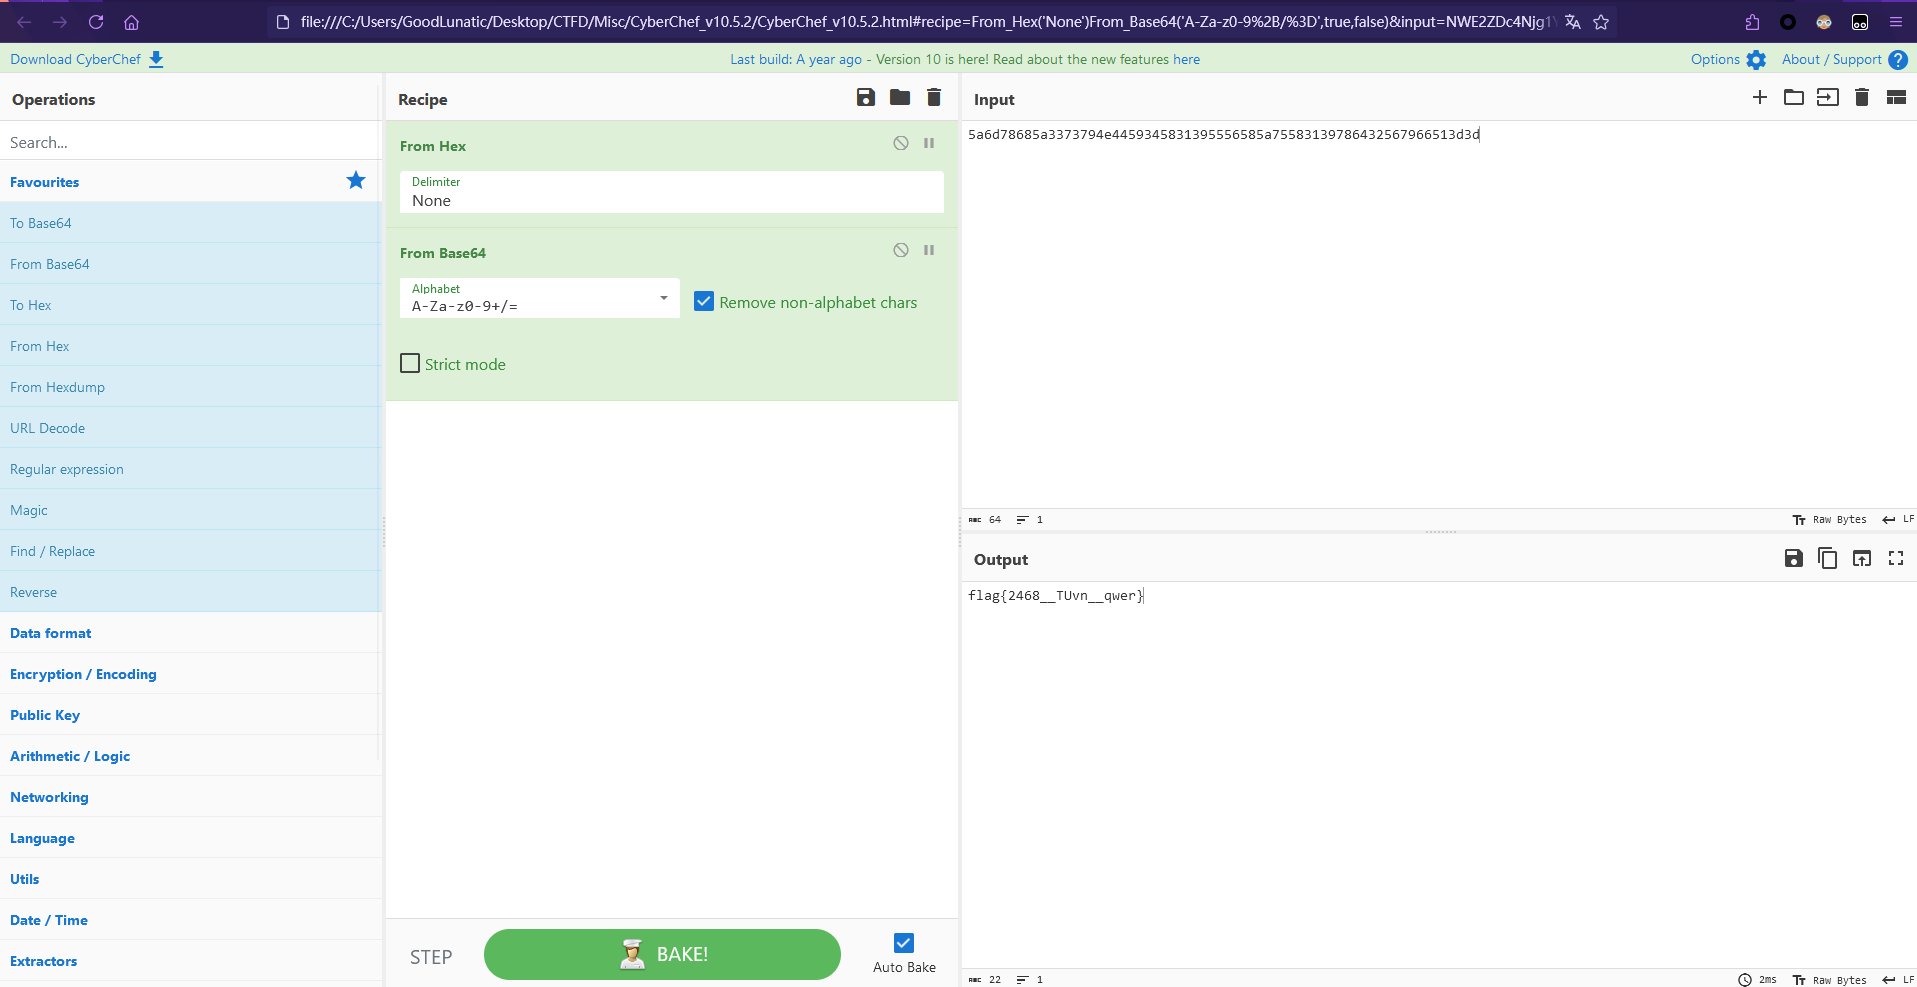 file:///C:/Users/GoodLunatic/Desktop/CTFD/Misc/CyberChef_v10.5.2/CyberChef_v10.5.2.html#recipe=From_Hex('None')From_Base64('A-Za-z0-9%2B/%3D',true,false)&input=NWE2ZDc4Njg1
Download CyberChef
Last build: A year ago - Version 10 is here! Read about the new features here
Options
About / Support
Operations
Recipe
Input
Search...
Favourites
To Base64
From Base64
To Hex
From Hex
From Hexdump
URL Decode
Regular expression
Magic
Find / Replace
Reverse
Data format
Encryption / Encoding
Public Key
Arithmetic / Logic
Networking
Language
Utils
Date / Time
Extractors
From Hex
Delimiter
None
From Base64
Alphabet
A-Za-z0-9+/=
Remove non-alphabet chars
Strict mode
STEP
BAKE!
Auto Bake
5a6d78685a3373794e4459345831395556585a75583139786432567966513d3d
ABC 64 1
Raw Bytes LF
Output
flag{2468__TUvn__qwer}
ABC 22 1
2ms Raw Bytes LF